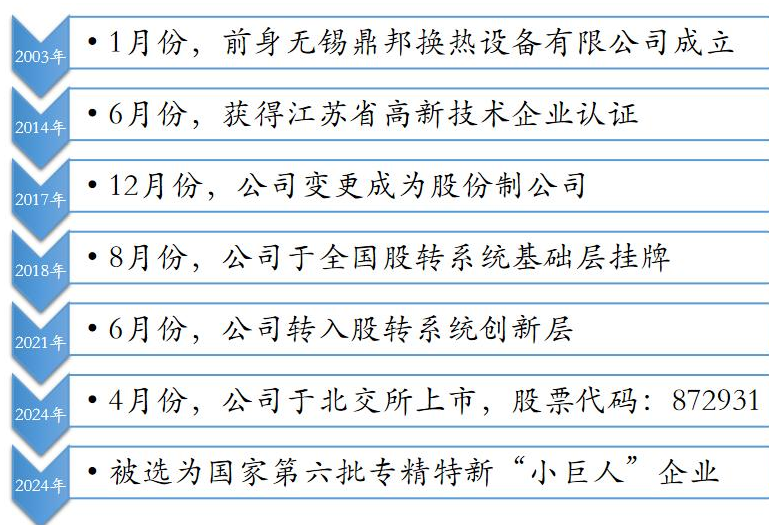 2003年 • 1月份，前身无锡鼎邦换热设备有限公司成立
2014年 • 6月份，获得江苏省高新技术企业认证
2017年 • 12月份，公司变更成为股份制公司
2018年 • 8月份，公司于全国股转系统基础层挂牌
2021年 • 6月份，公司转入股转系统创新层
2024年 • 4月份，公司于北交所上市，股票代码：872931
2024年 • 被选为国家第六批专精特新“小巨人”企业